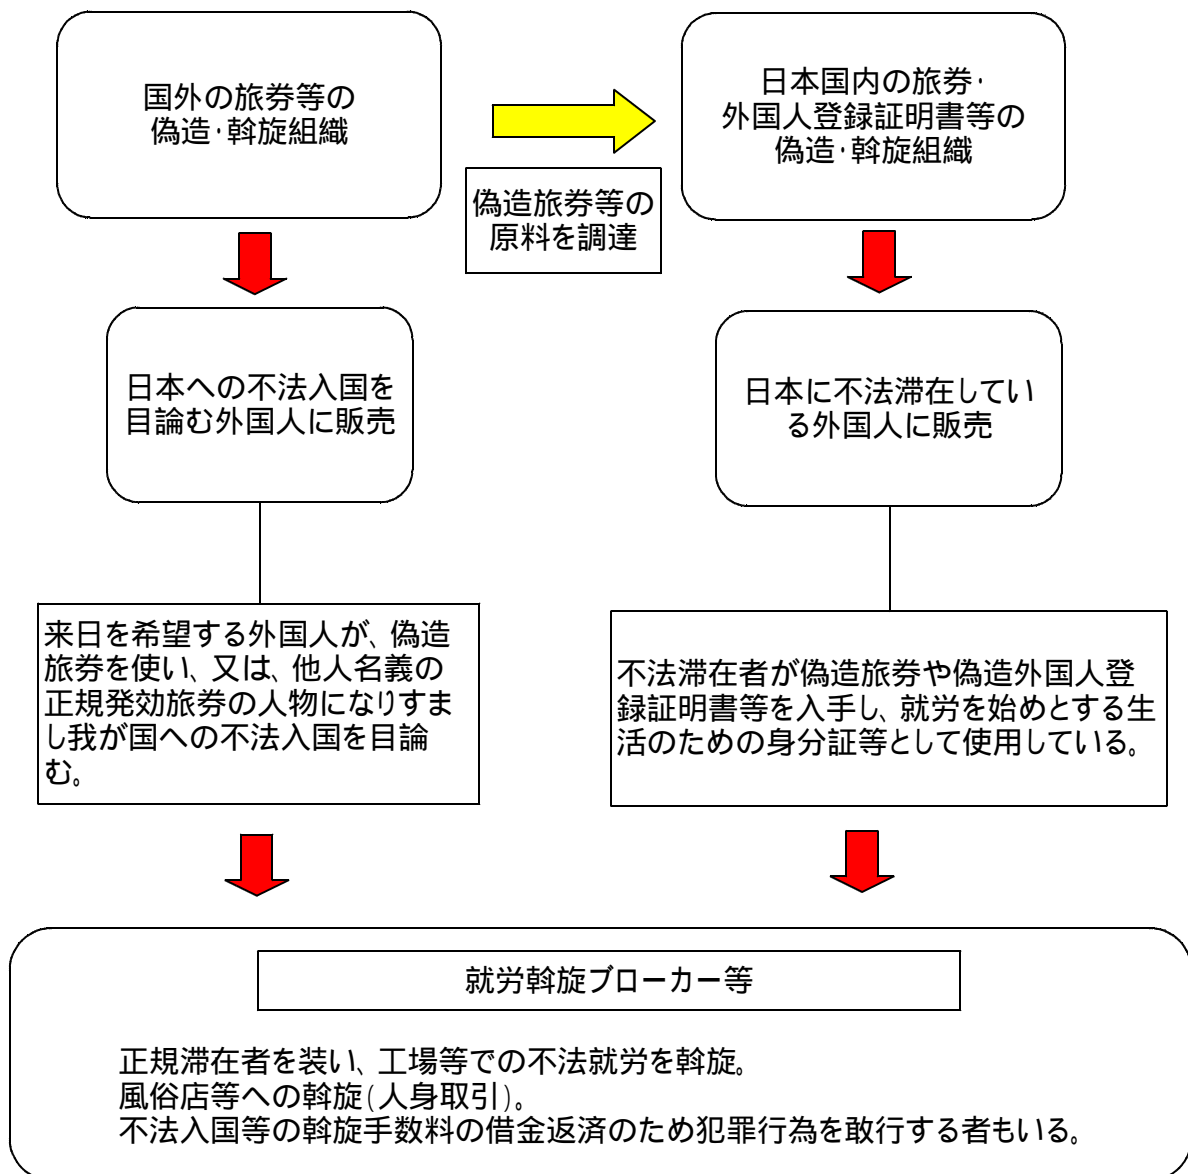 国外の旅券等の
偽造・斡旋組織
日本国内の旅券・
外国人登録証明書等の
偽造・斡旋組織
偽造旅券等の
原料を調達
日本への不法入国を
目論む外国人に販売
日本に不法滞在してい
る外国人に販売
来日を希望する外国人が、偽造
旅券を使い、又は、他人名義の
正規発効旅券の人物になりすま
し我が国への不法入国を目論
む。
不法滞在者が偽造旅券や偽造外国人登
録証明書等を入手し、就労を始めとする生
活のための身分証等として使用している。
就労斡旋ブローカー等
正規滞在者を装い、工場等での不法就労を斡旋。
風俗店等への斡旋(人身取引)。
不法入国等の斡旋手数料の借金返済のため犯罪行為を敢行する者もいる。